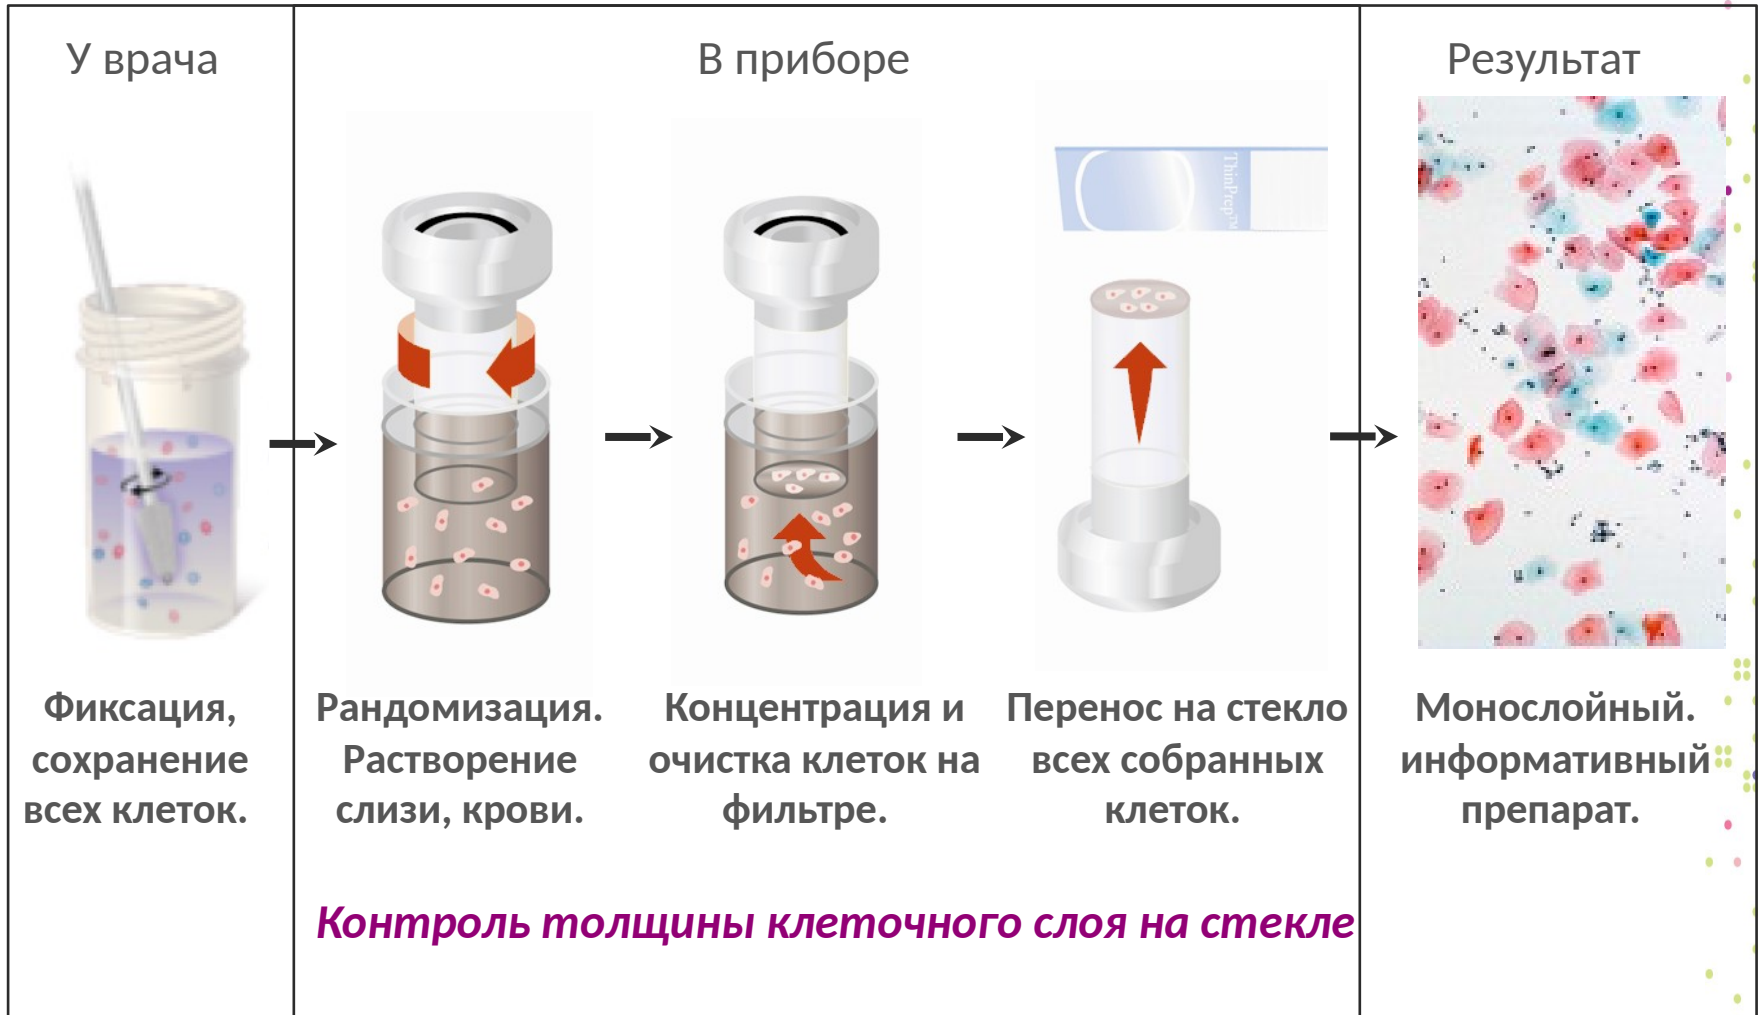 У врача
В приборе
Результат
ThinPrep™
Фиксация,
сохранение
всех клеток.
Рандомизация.
Растворение
слизи, крови.
Концентрация и
очистка клеток на
фильтре.
Перенос на стекло
всех собранных
клеток.
Монослойный.
информативный
препарат.
Контроль толщины клеточного слоя на стекле